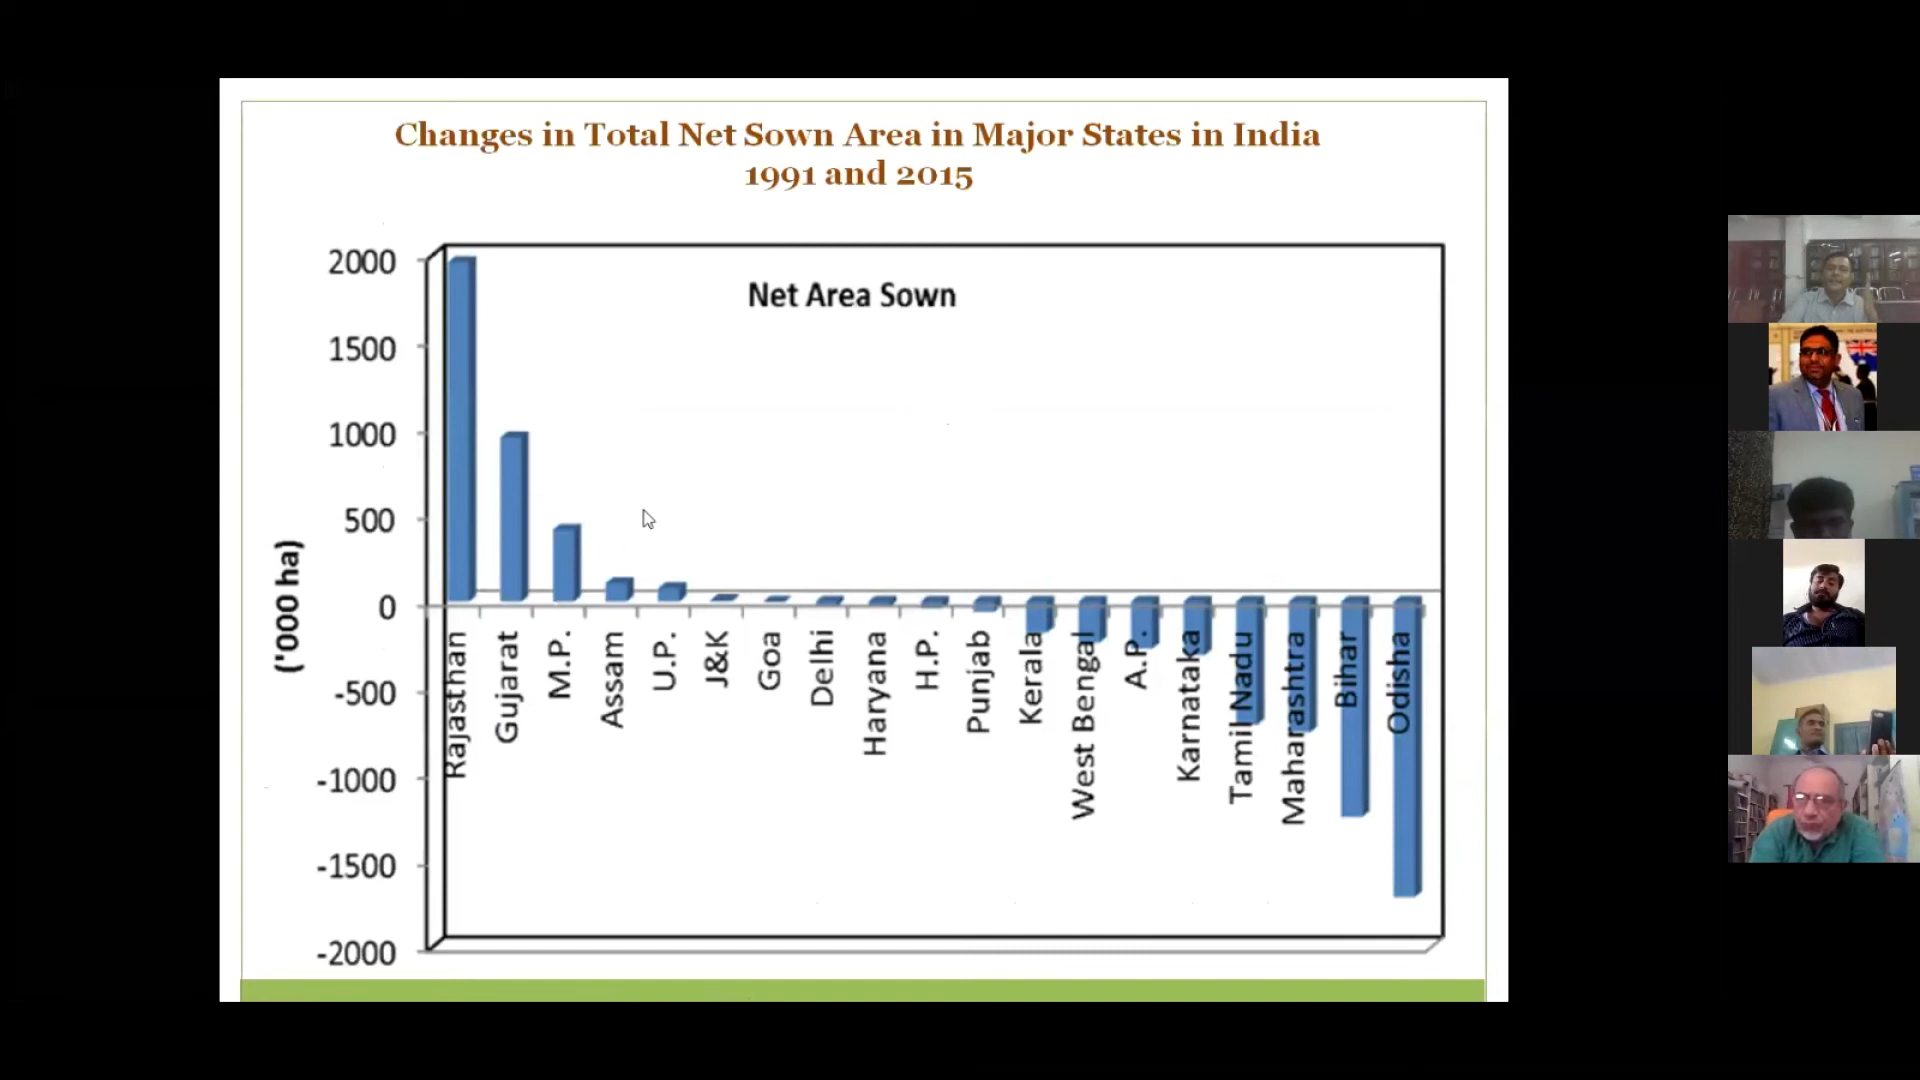 Changes in Total Net Sown Area in Major States in India
1991 and 2015
Net Area Sown
('000 ha)
2000
1500
1000
500
0
-500
-1000
-1500
-2000
Rajasthan
Gujarat
M.P.
Assam
U.P.
J&K
Goa
Delhi
Haryana
H.P.
Punjab
Kerala
West Bengal
A.P.
Karnataka
Tamil Nadu
Maharashtra
Bihar
Odisha